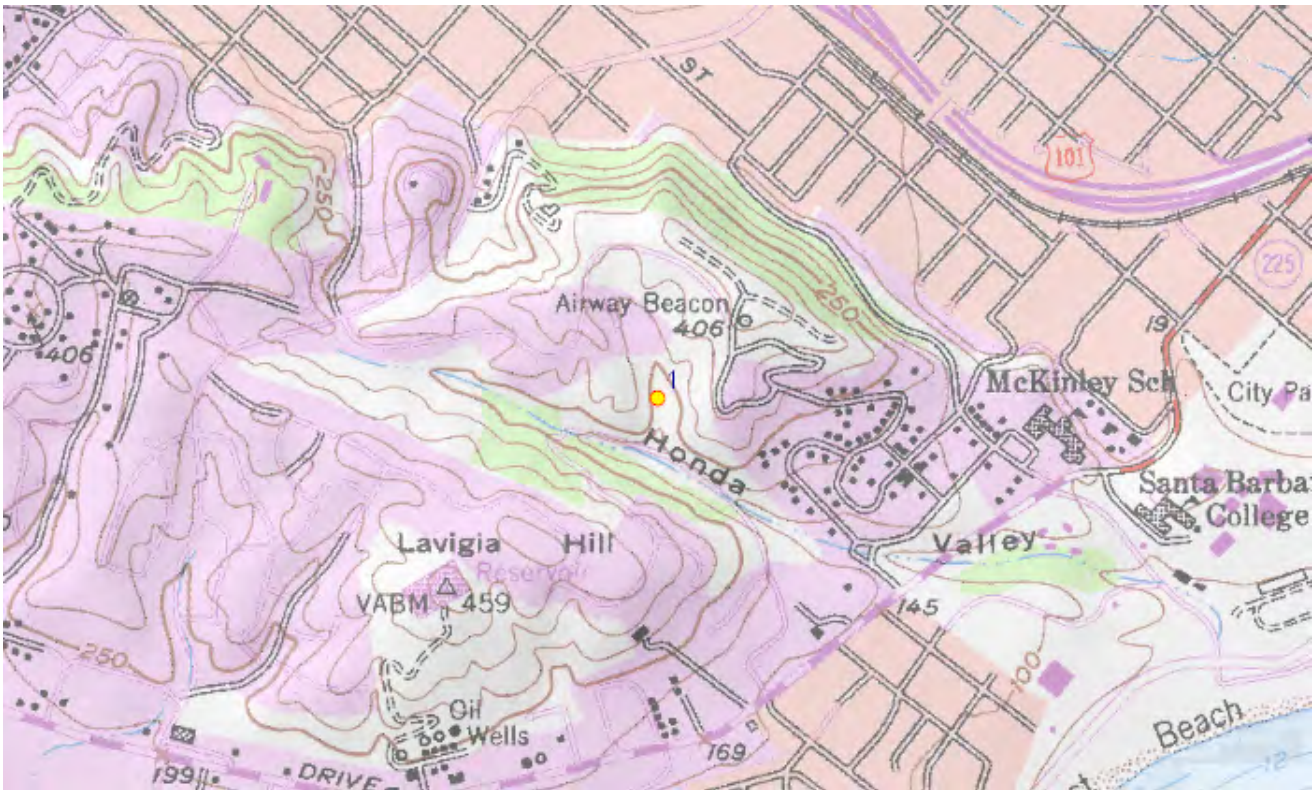 ST
101
250
225
Airway Beacon
406
250
19
406
1
McKinley Sch
City Pa
Honda
Santa Barba
College
Valley
Lavigia Hill
Reservoir
VABM 459
145
250
100
Oil
Wells
Beach
169
199
DRIVE
12